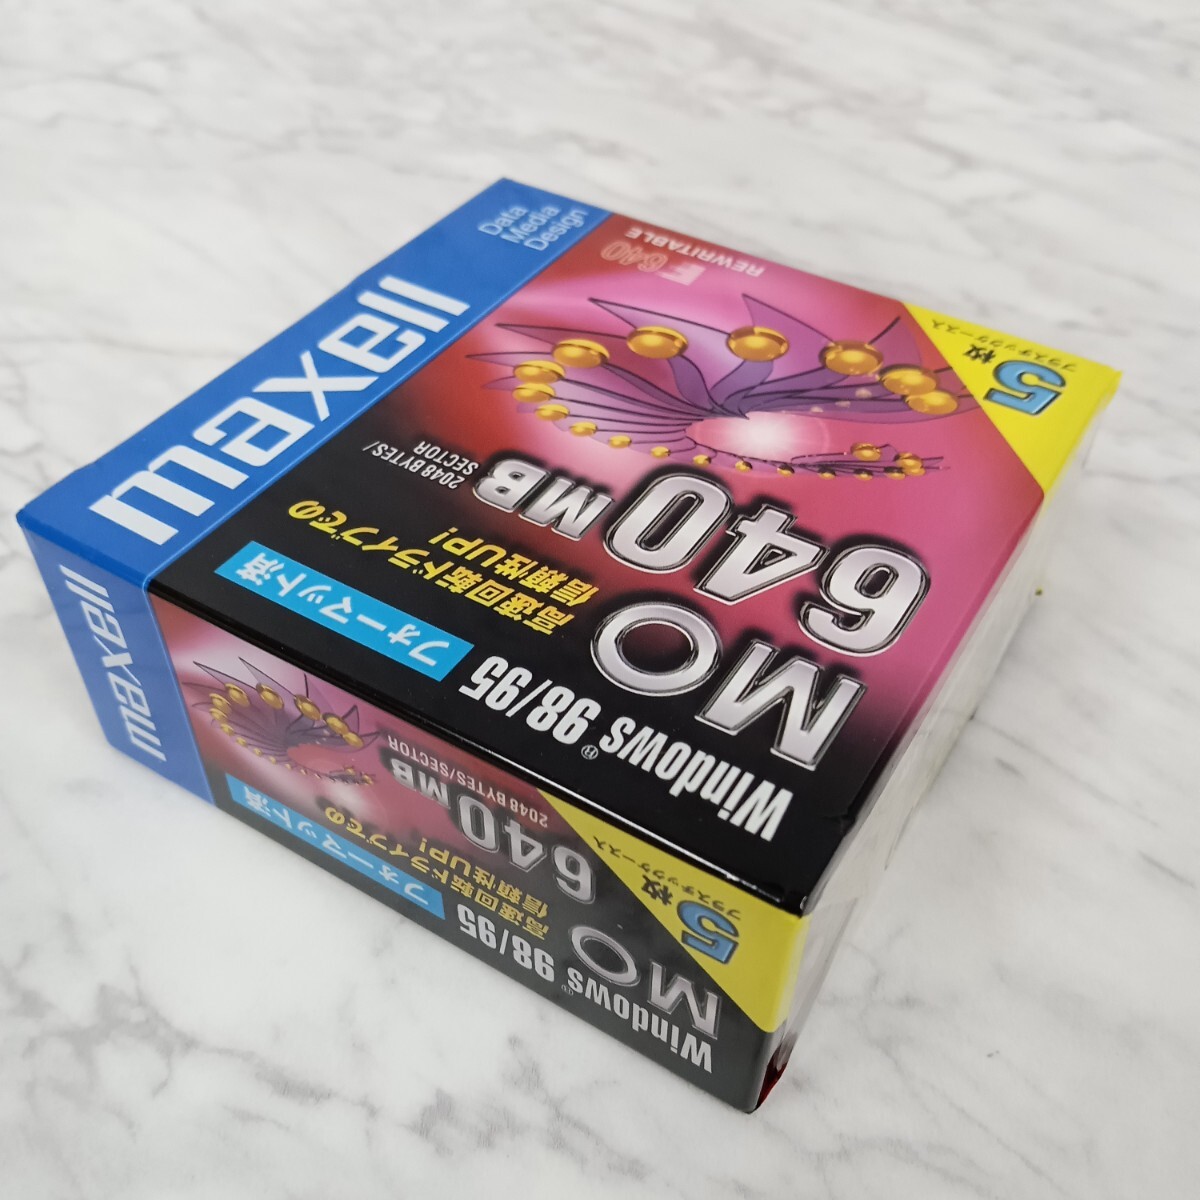 maxell
Data
Media
Design
REWRITABLE
640
5枚
プラスチックケース入
2048 BYTES/
SECTOR
640MB
MO
高速回転ドライブでの
信頼性UP!
フォーマット済
Windows® 98/95
maxell
2048 BYTES/SECTOR
640MB
MO
高速回転ドライブでの
信頼性UP!
フォーマット済
Windows® 98/95
5枚
プラスチックケース入